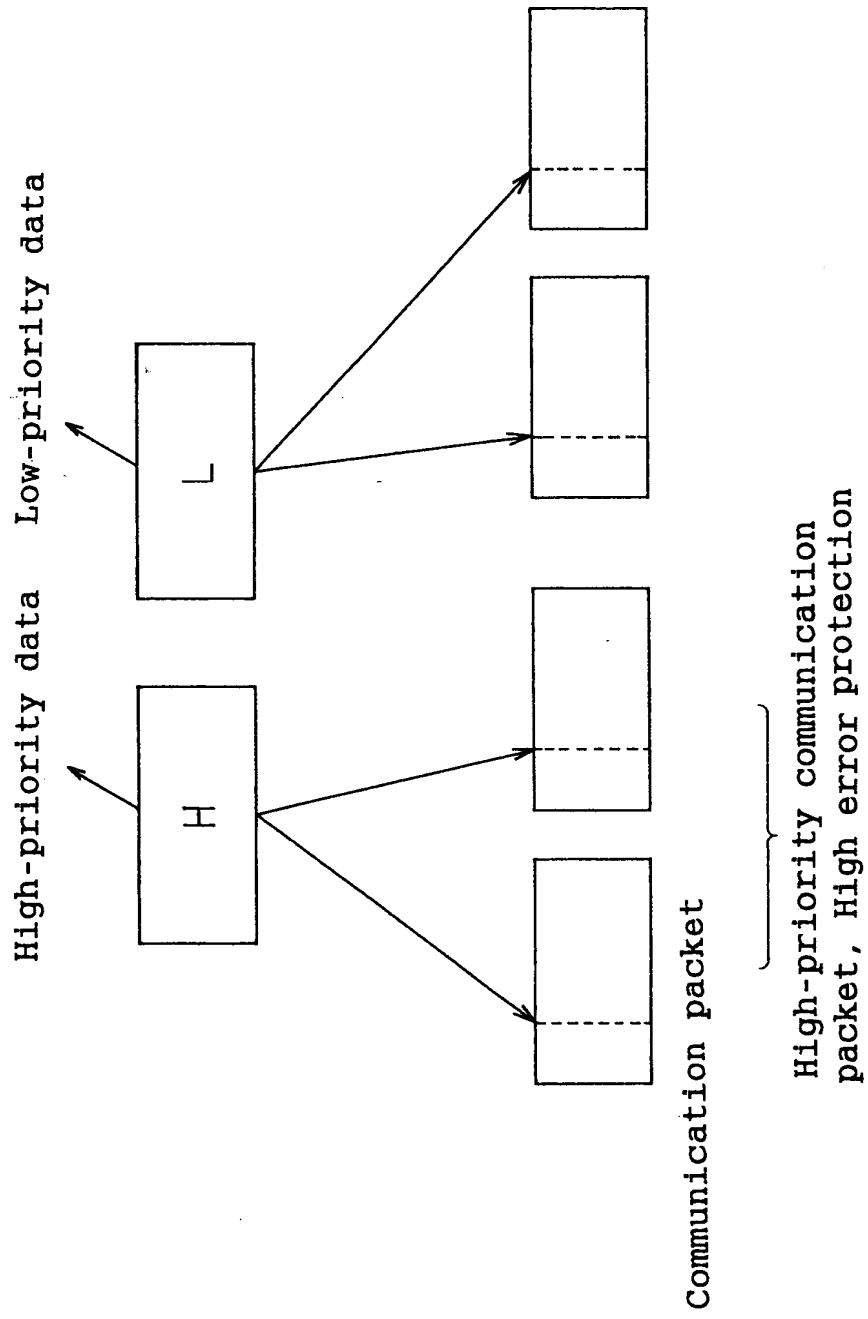 High-priority data
Low-priority data
H
L
Communication packet
High-priority communication
packet, High error protection